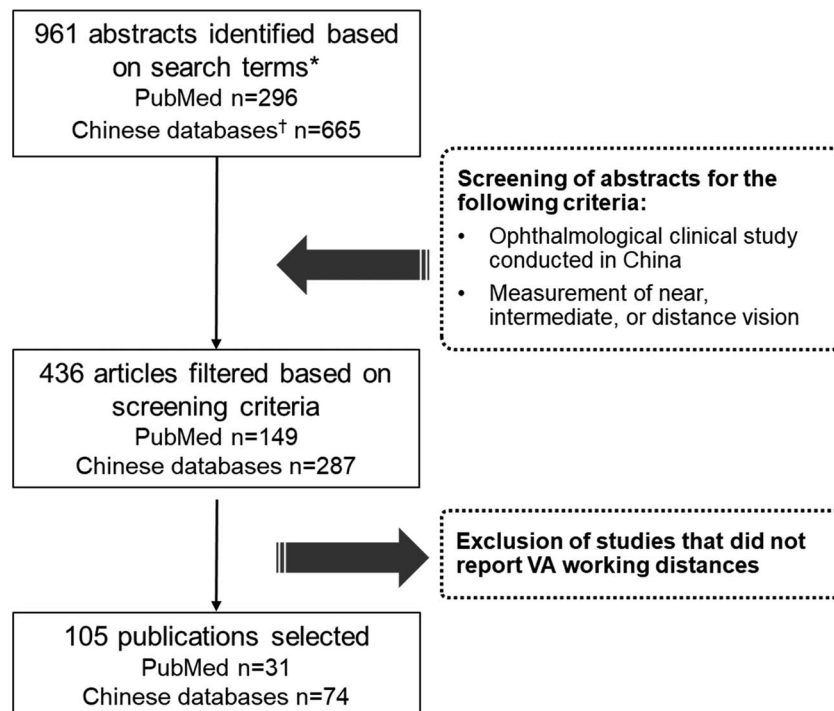 961 abstracts identified based
on search terms*
PubMed n=296
Chinese databases† n=665
Screening of abstracts for the
following criteria:
• Ophthalmological clinical study
conducted in China
• Measurement of near,
intermediate, or distance vision
436 articles filtered based on
screening criteria
PubMed n=149
Chinese databases n=287
Exclusion of studies that did not
report VA working distances
105 publications selected
PubMed n=31
Chinese databases n=74